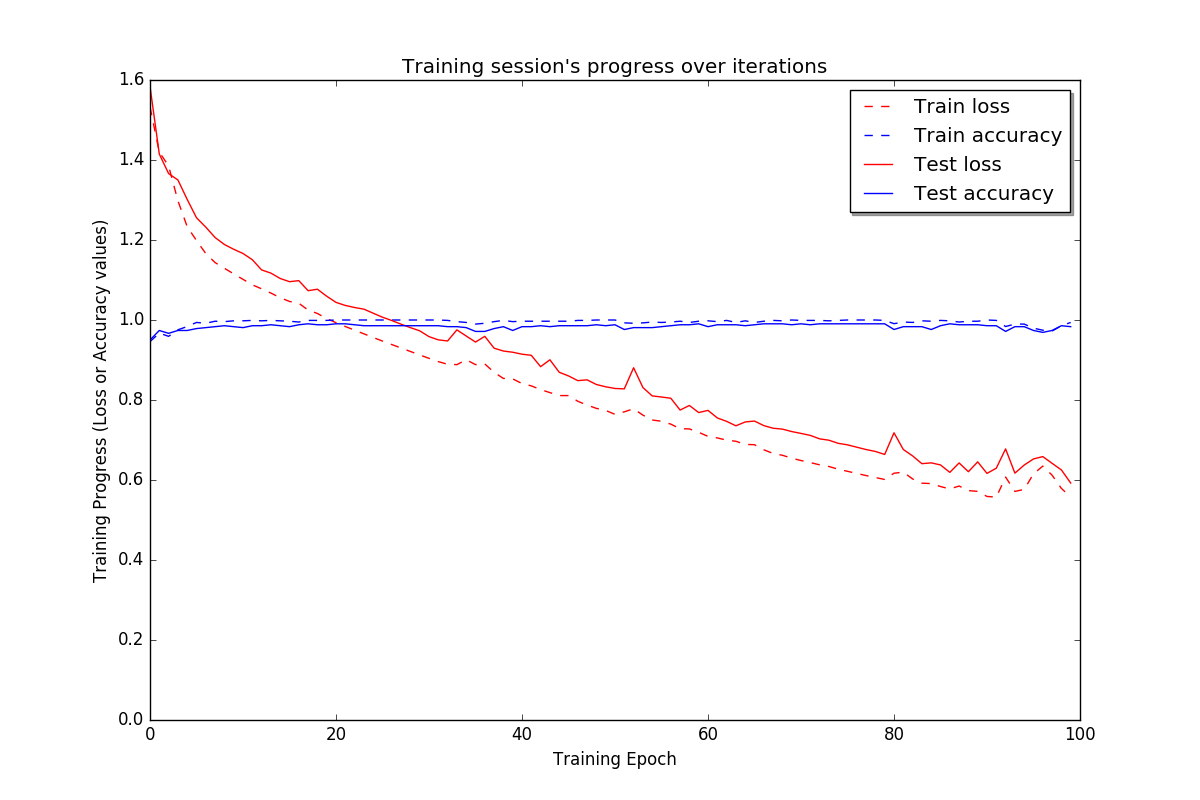 Training session's progress over iterations
Train loss
Train accuracy
Test loss
Test accuracy
Training Progress (Loss or Accuracy values)
1.6
1.4
1.2
1.0
0.8
0.6
0.4
0.2
0.0
0 20 40 60 80 100
Training Epoch